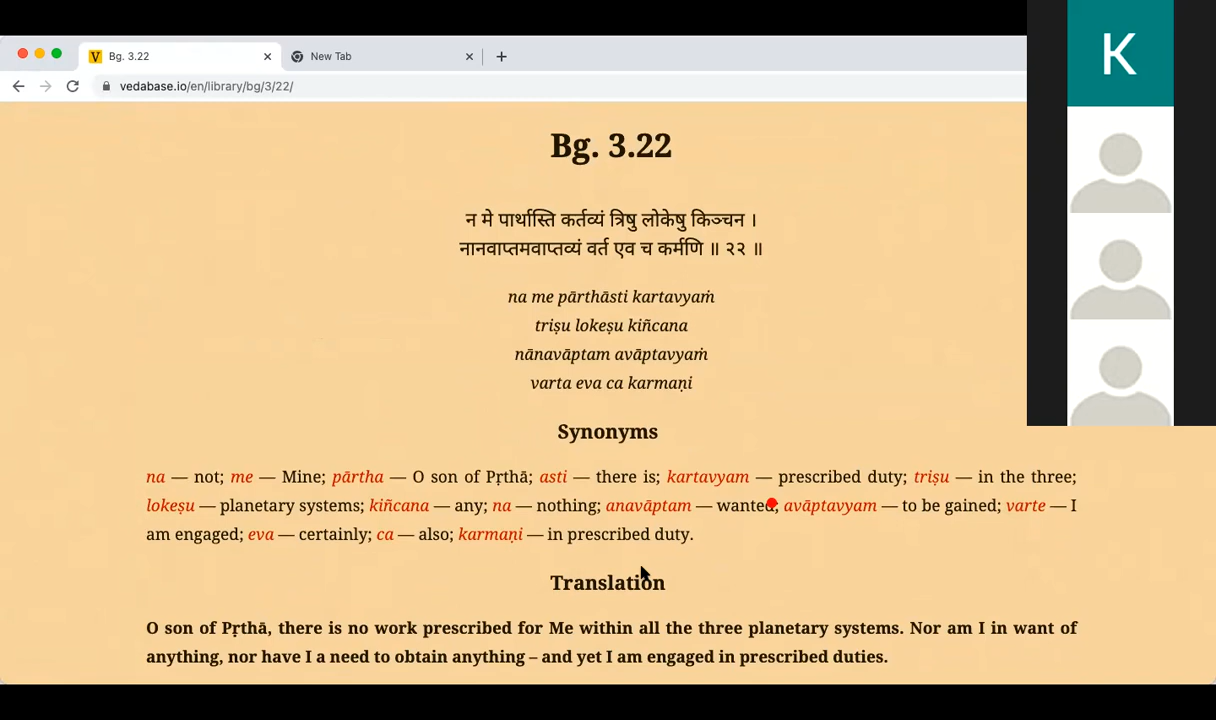 Bg. 3.22
New Tab
vedabase.io/en/library/bg/3/22/
K
Bg. 3.22
न मे पार्थास्ति कर्तव्यं त्रिषु लोकेषु किञ्चन ।
नानवाप्तमवाप्तव्यं वर्त एव च कर्मणि ॥ २२ ॥
na me pārthāsti kartavyaṁ
triṣu lokeṣu kiñcana
nānavāptam avāptavyaṁ
varta eva ca karmaṇi
Synonyms
na — not; me — Mine; pārtha — O son of Pṛthā; asti — there is; kartavyam — prescribed duty; triṣu — in the three;
lokeṣu — planetary systems; kiñcana — any; na — nothing; anavāptam — wanted; avāptavyam — to be gained; varte — I
am engaged; eva — certainly; ca — also; karmaṇi — in prescribed duty.
Translation
O son of Pṛthā, there is no work prescribed for Me within all the three planetary systems. Nor am I in want of
anything, nor have I a need to obtain anything – and yet I am engaged in prescribed duties.